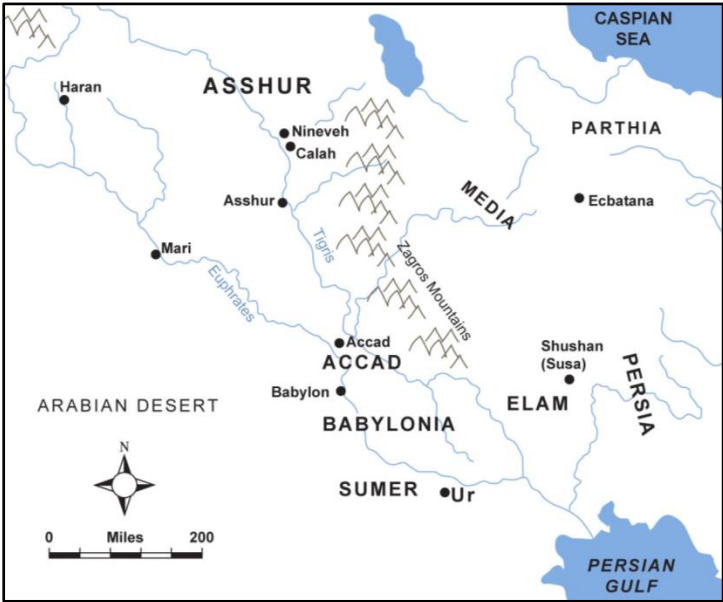 CASPIAN
SEA
Haran
ASSHUR
PARTHIA
Nineveh
Calah
MEDIA
Asshur
Ecbatana
Tigris
Mari
Zagros Mountains
Euphrates
Accad
ACCAD
Shushan
(Susa)
PERSIA
Babylon
ELAM
ARABIAN DESERT
BABYLONIA
N
SUMER
Ur
0 Miles 200
PERSIAN
GULF